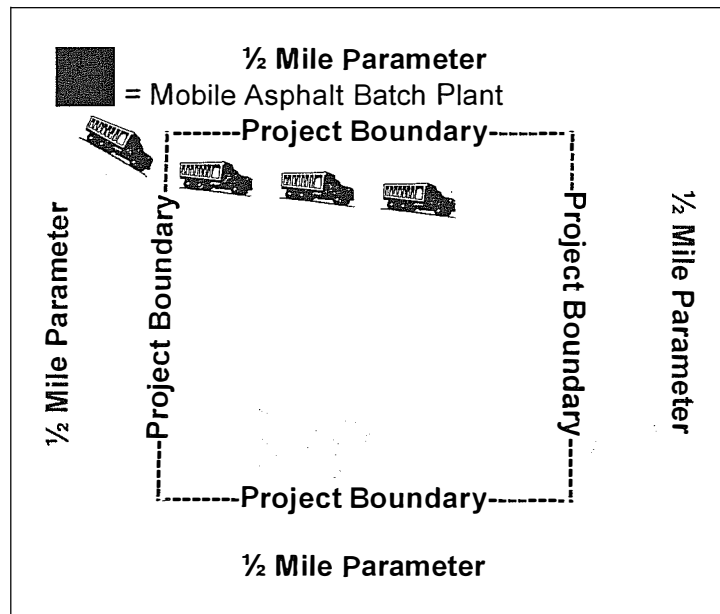 ½ Mile Parameter
= Mobile Asphalt Batch Plant
Project Boundary
½ Mile Parameter
Project Boundary
Project Boundary
½ Mile Parameter
Project Boundary
½ Mile Parameter